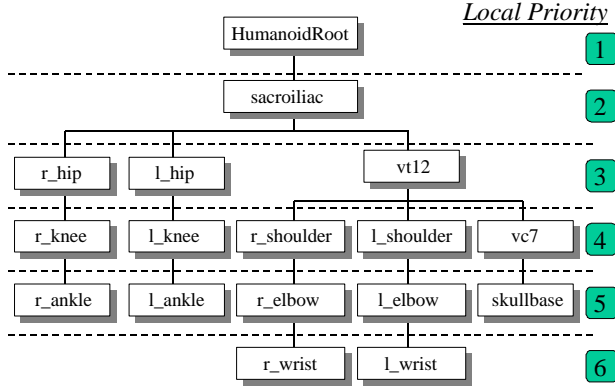 Local Priority
HumanoidRoot 1
sacroiliac 2
r_hip l_hip vt12 3
r_knee l_knee r_shoulder l_shoulder vc7 4
r_ankle l_ankle r_elbow l_elbow skullbase 5
r_wrist l_wrist 6